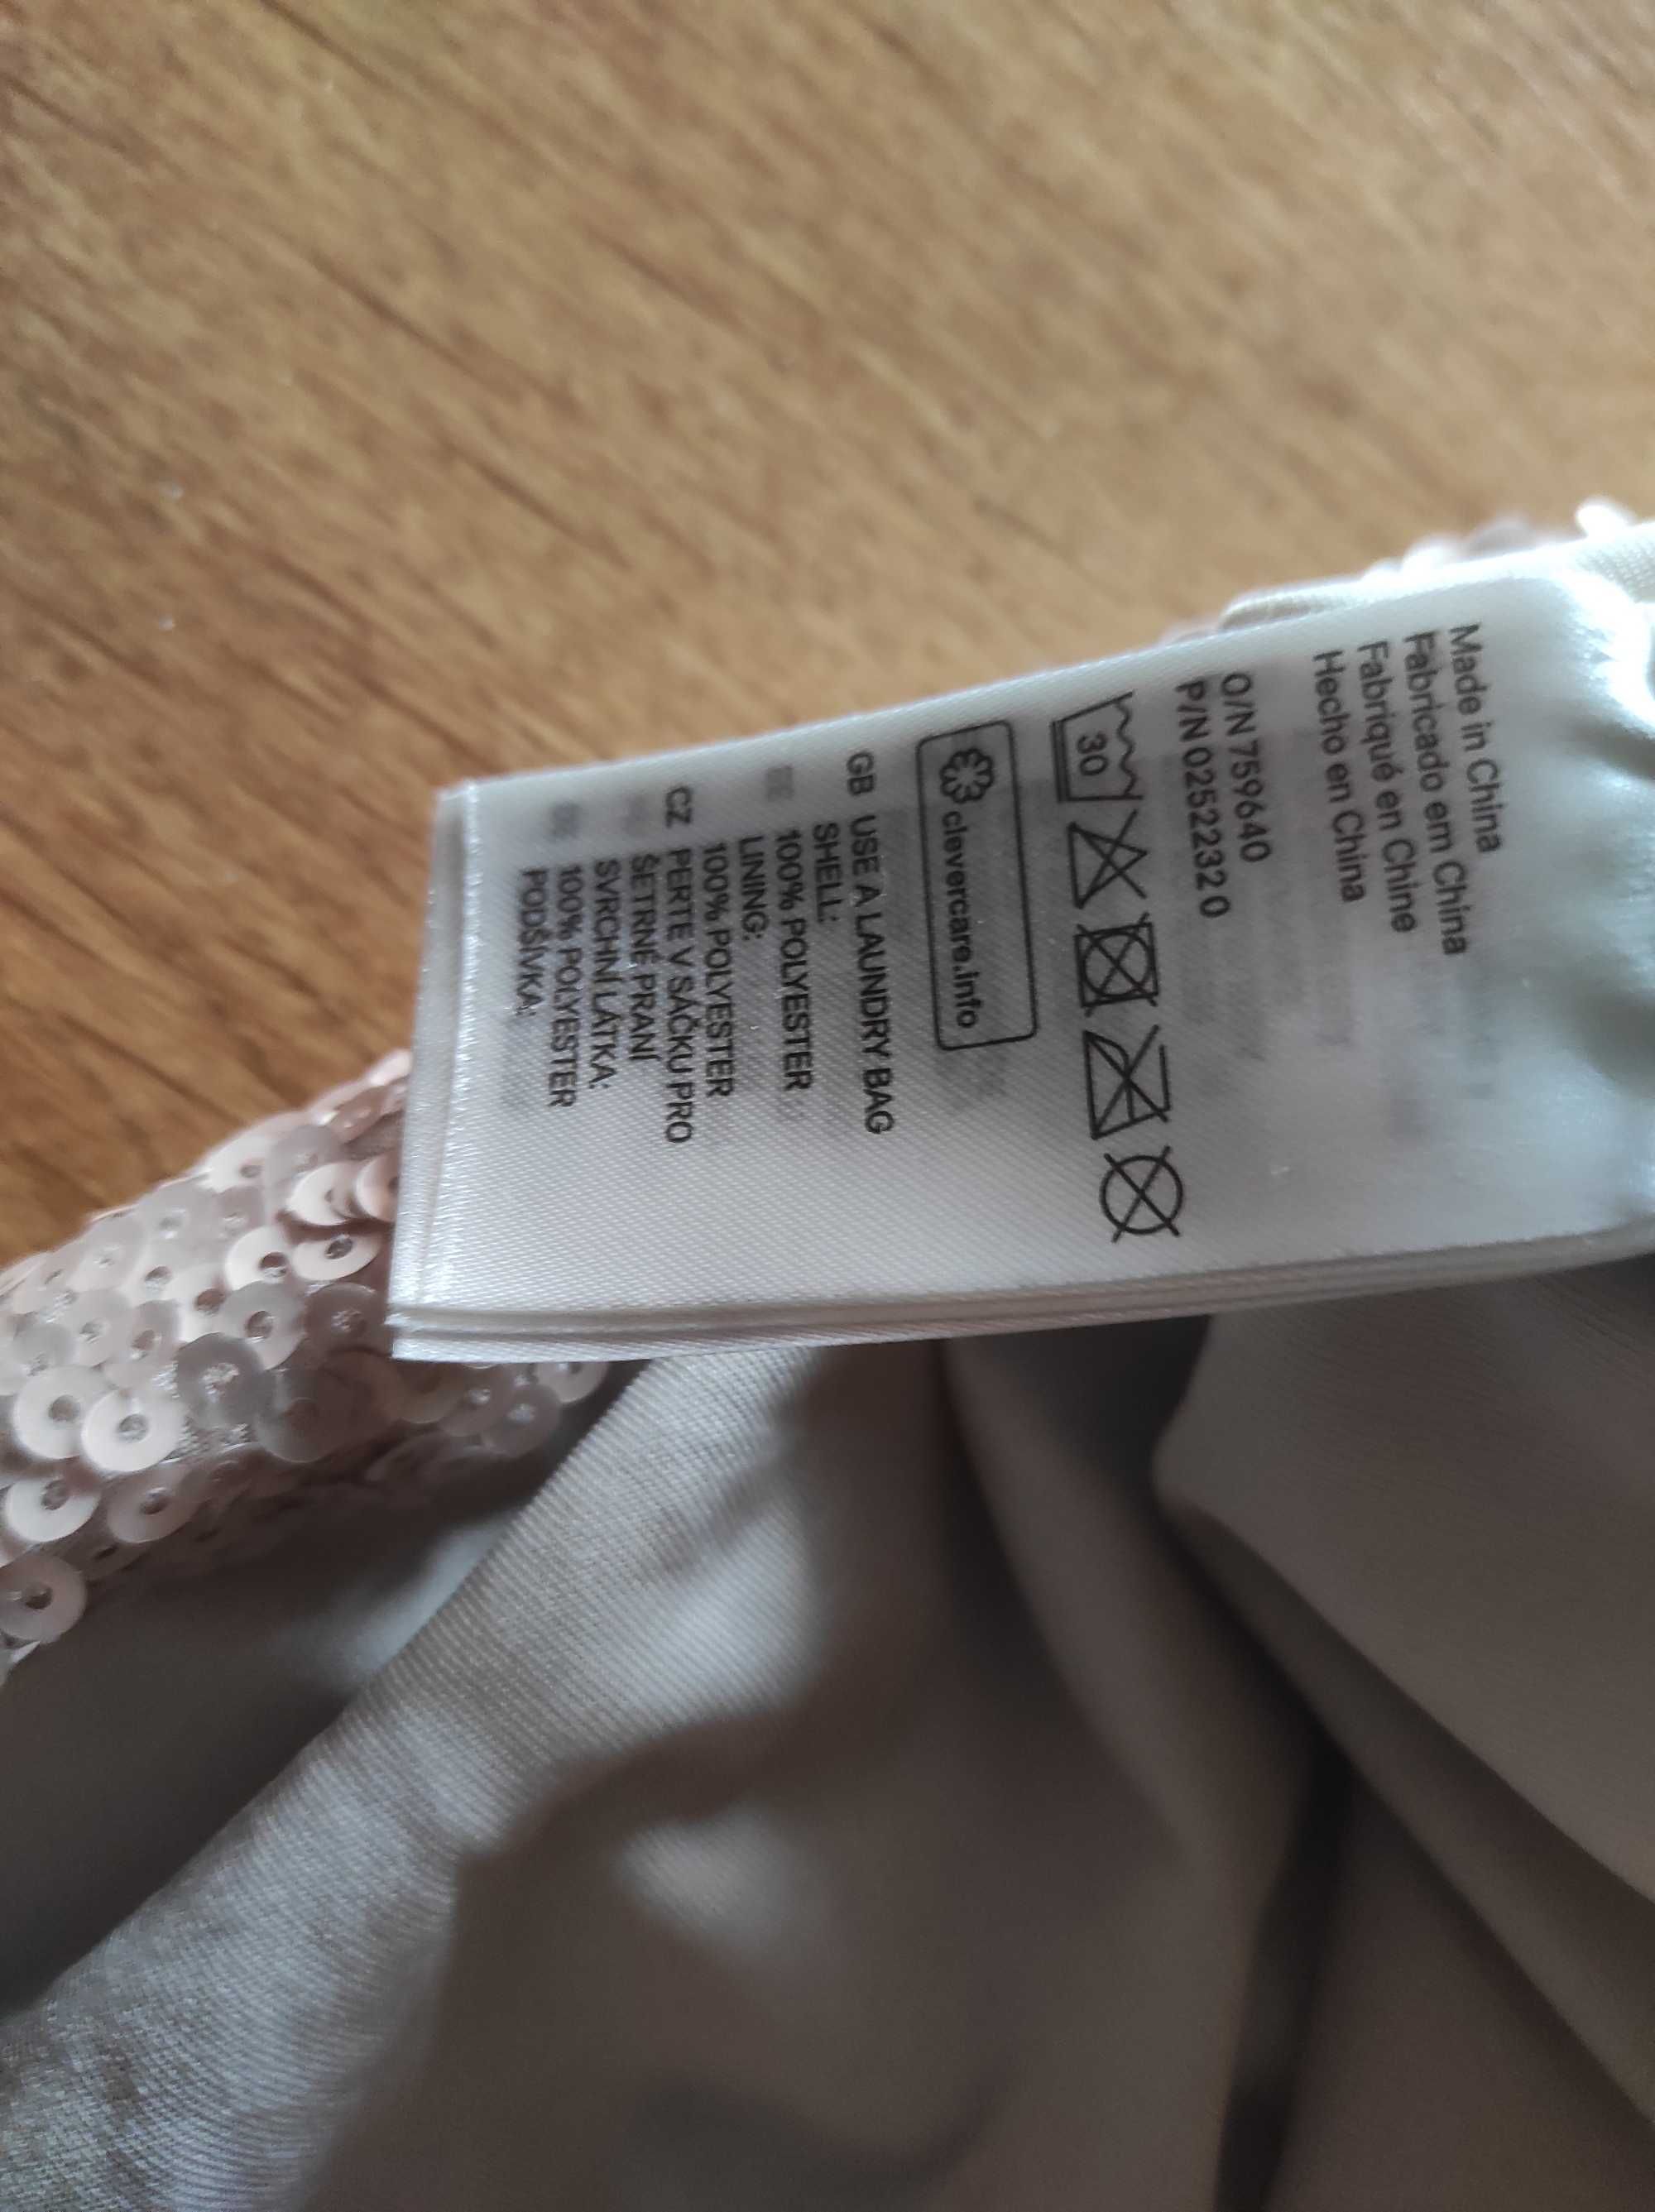 Made in China
Fabricado em China
Fabriqué en Chine
Hecho en China
O/N 759640
P/N 02522320
30
clevercare.info
GB USE A LAUNDRY BAG
SHELL:
100% POLYESTER
LINING:
100% POLYESTER
CZ PERTE V SÁČKU PRO
ŠETRNÉ PRANÍ
SVRCHNÍ LÁTKA:
100% POLYESTER
PODŠÍVKA: